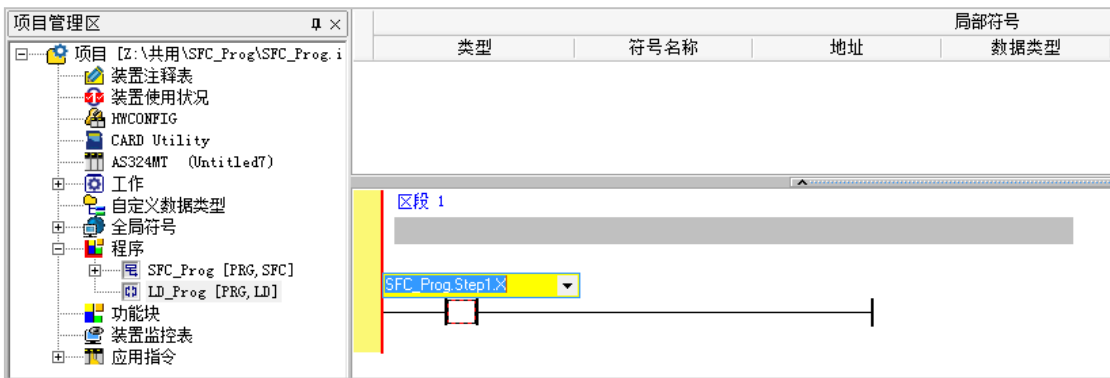 项目管理区
项目 [Z:\共用\SFC_Prog\SFC_Prog.i
装置注释表
装置使用状况
HWCONFIG
CARD Utility
AS324MT (Untitled7)
工作
自定义数据类型
全局符号
程序
SFC_Prog [PRG,SFC]
LD_Prog [PRG,LD]
功能块
装置监控表
应用指令
局部符号
类型 符号名称 地址 数据类型
区段 1
SFC_Prog.Step1.X